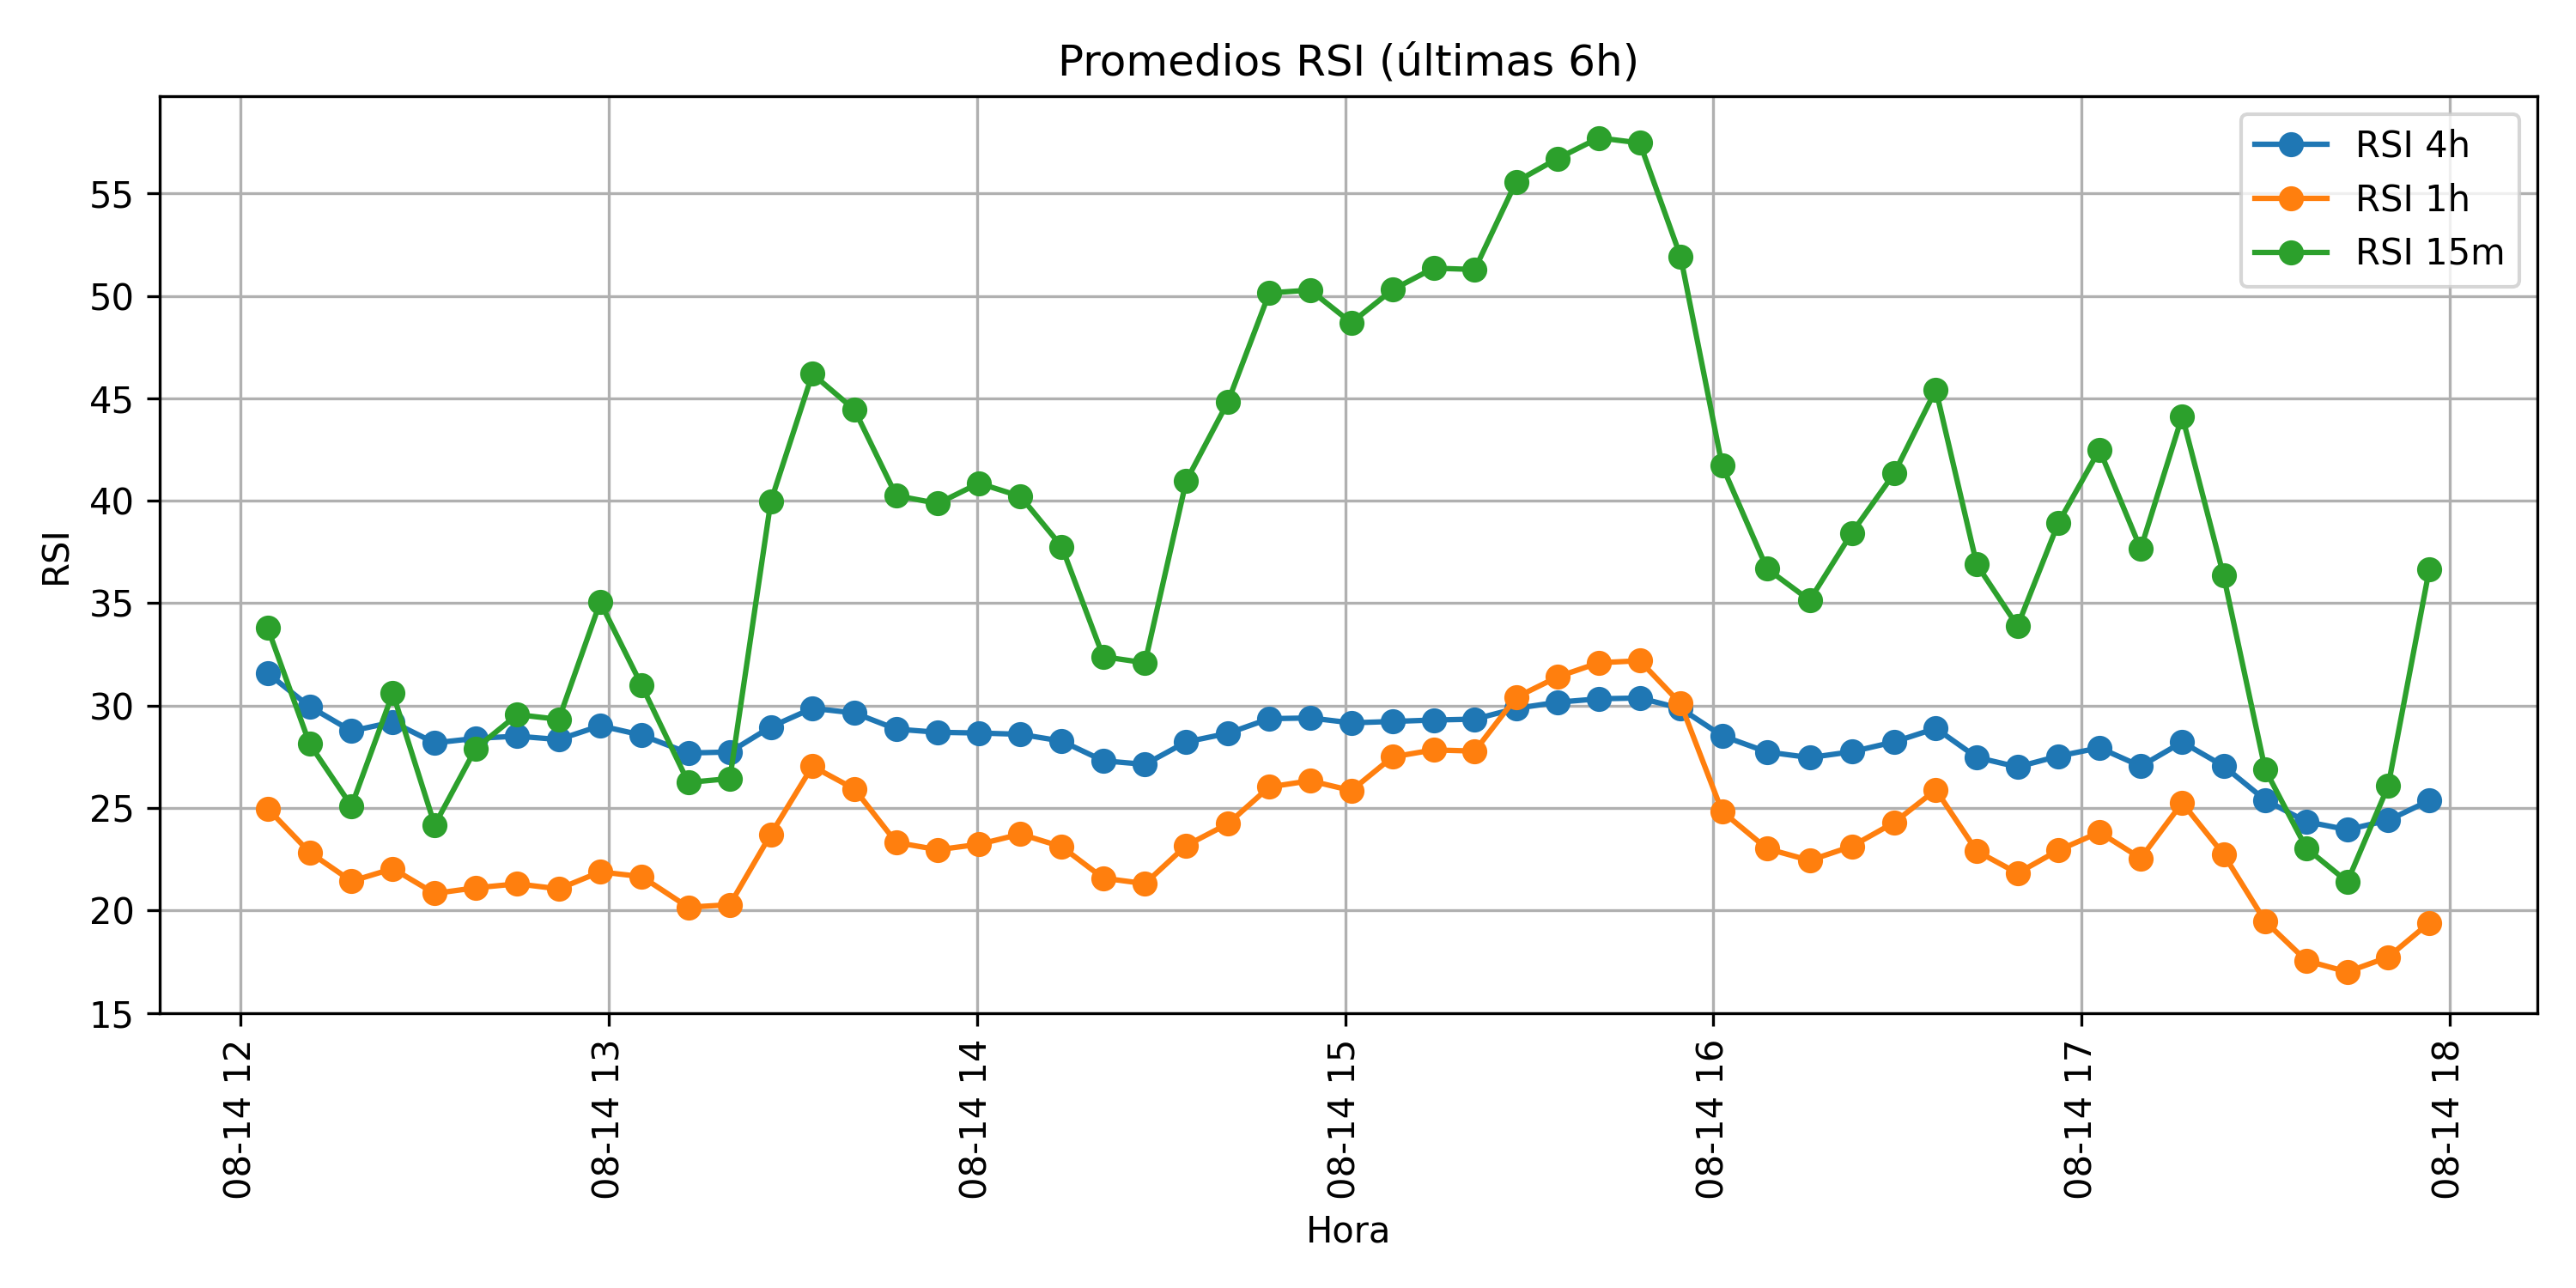 Promedios RSI (últimas 6h)
RSI 4h
RSI 1h
RSI 15m
55
50
45
40
35
30
25
20
15
RSI
08-14 12
08-14 13
08-14 14
08-14 15
08-14 16
08-14 17
08-14 18
Hora